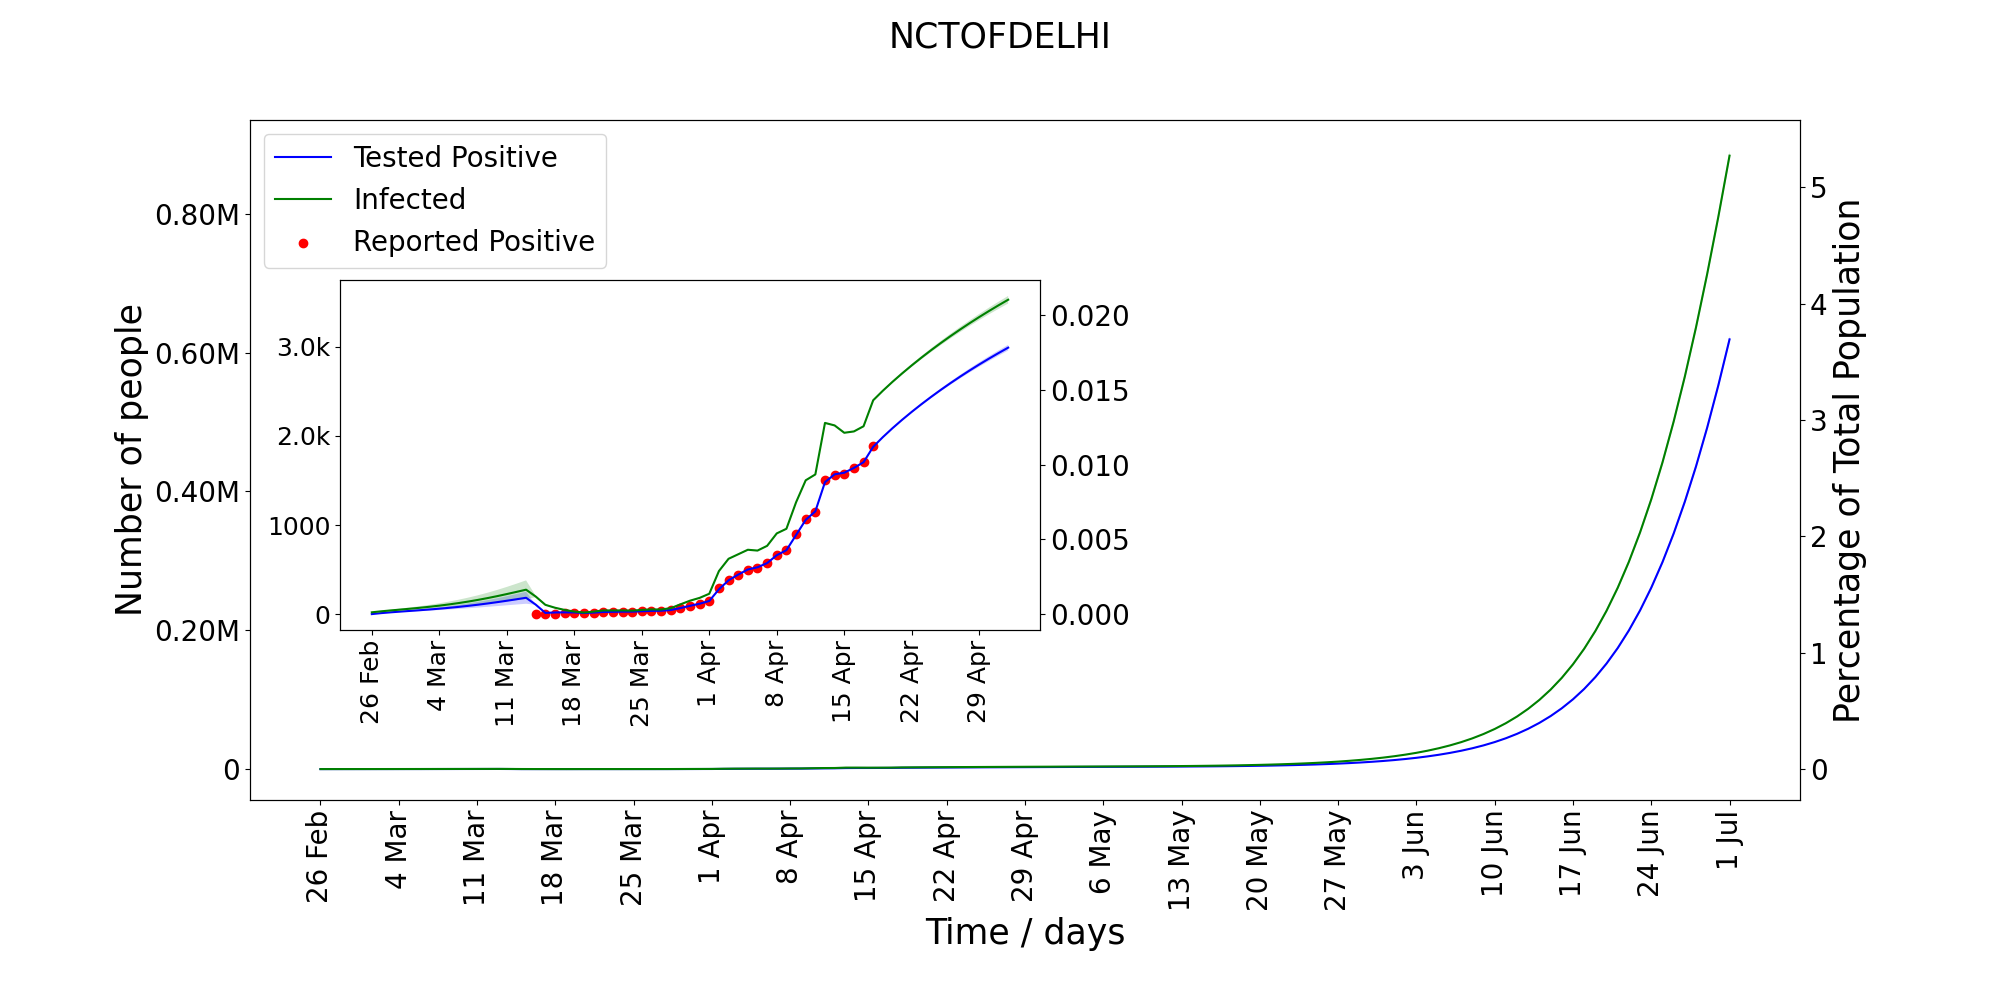 NCTOFDELHI
Tested Positive
Infected
Reported Positive
Number of people
0.80M
0.60M
0.40M
0.20M
0
3.0k
2.0k
1000
0
0.020
0.015
0.010
0.005
0.000
26 Feb
4 Mar
11 Mar
18 Mar
25 Mar
1 Apr
8 Apr
15 Apr
22 Apr
29 Apr
5
4
3
2
1
0
Percentage of Total Population
26 Feb
4 Mar
11 Mar
18 Mar
25 Mar
1 Apr
8 Apr
15 Apr
22 Apr
29 Apr
6 May
13 May
20 May
27 May
3 Jun
10 Jun
17 Jun
24 Jun
1 Jul
Time / days